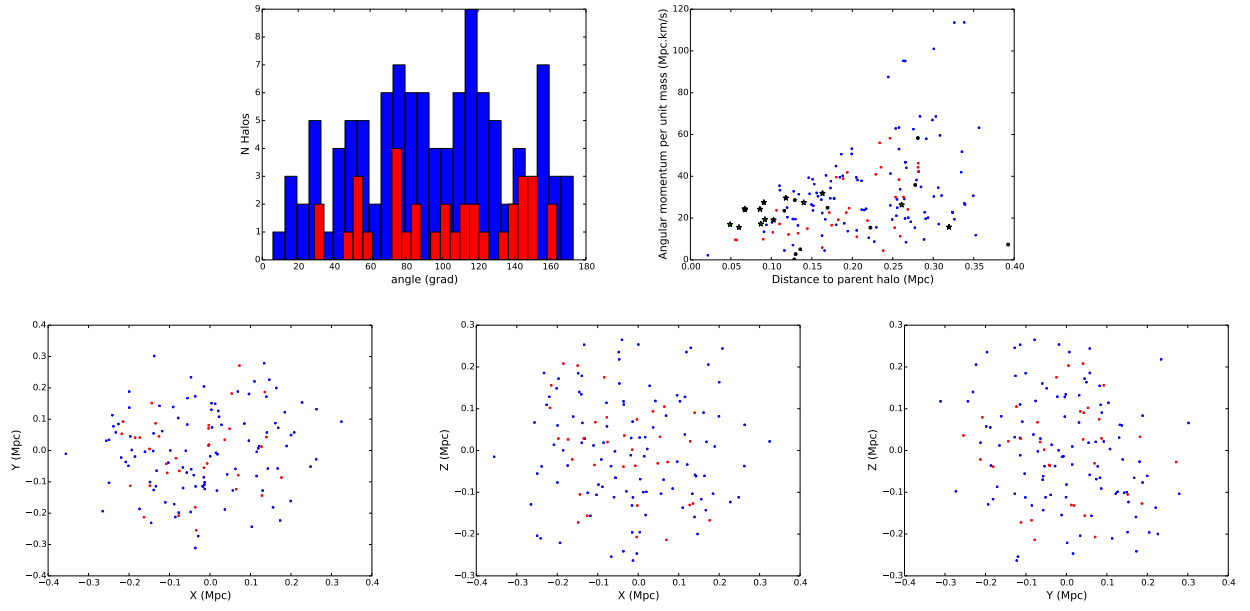 9
8
7
6
5
4
3
2
1
0
N Halos
0 20 40 60 80 100 120 140 160 180
angle (grad)
120
100
80
60
40
20
0
Angular momentum per unit mass (Mpc.km/s)
0.00 0.05 0.10 0.15 0.20 0.25 0.30 0.35 0.40
Distance to parent halo (Mpc)
0.4
0.3
0.2
0.1
0.0
−0.1
−0.2
−0.3
−0.4
Y (Mpc)
−0.4 −0.3 −0.2 −0.1 0.0 0.1 0.2 0.3 0.4
X (Mpc)
0.3
0.2
0.1
0.0
−0.1
−0.2
−0.3
Z (Mpc)
−0.4 −0.3 −0.2 −0.1 0.0 0.1 0.2 0.3 0.4
X (Mpc)
0.3
0.2
0.1
0.0
−0.1
−0.2
−0.3
Z (Mpc)
−0.4 −0.3 −0.2 −0.1 0.0 0.1 0.2 0.3 0.4
Y (Mpc)